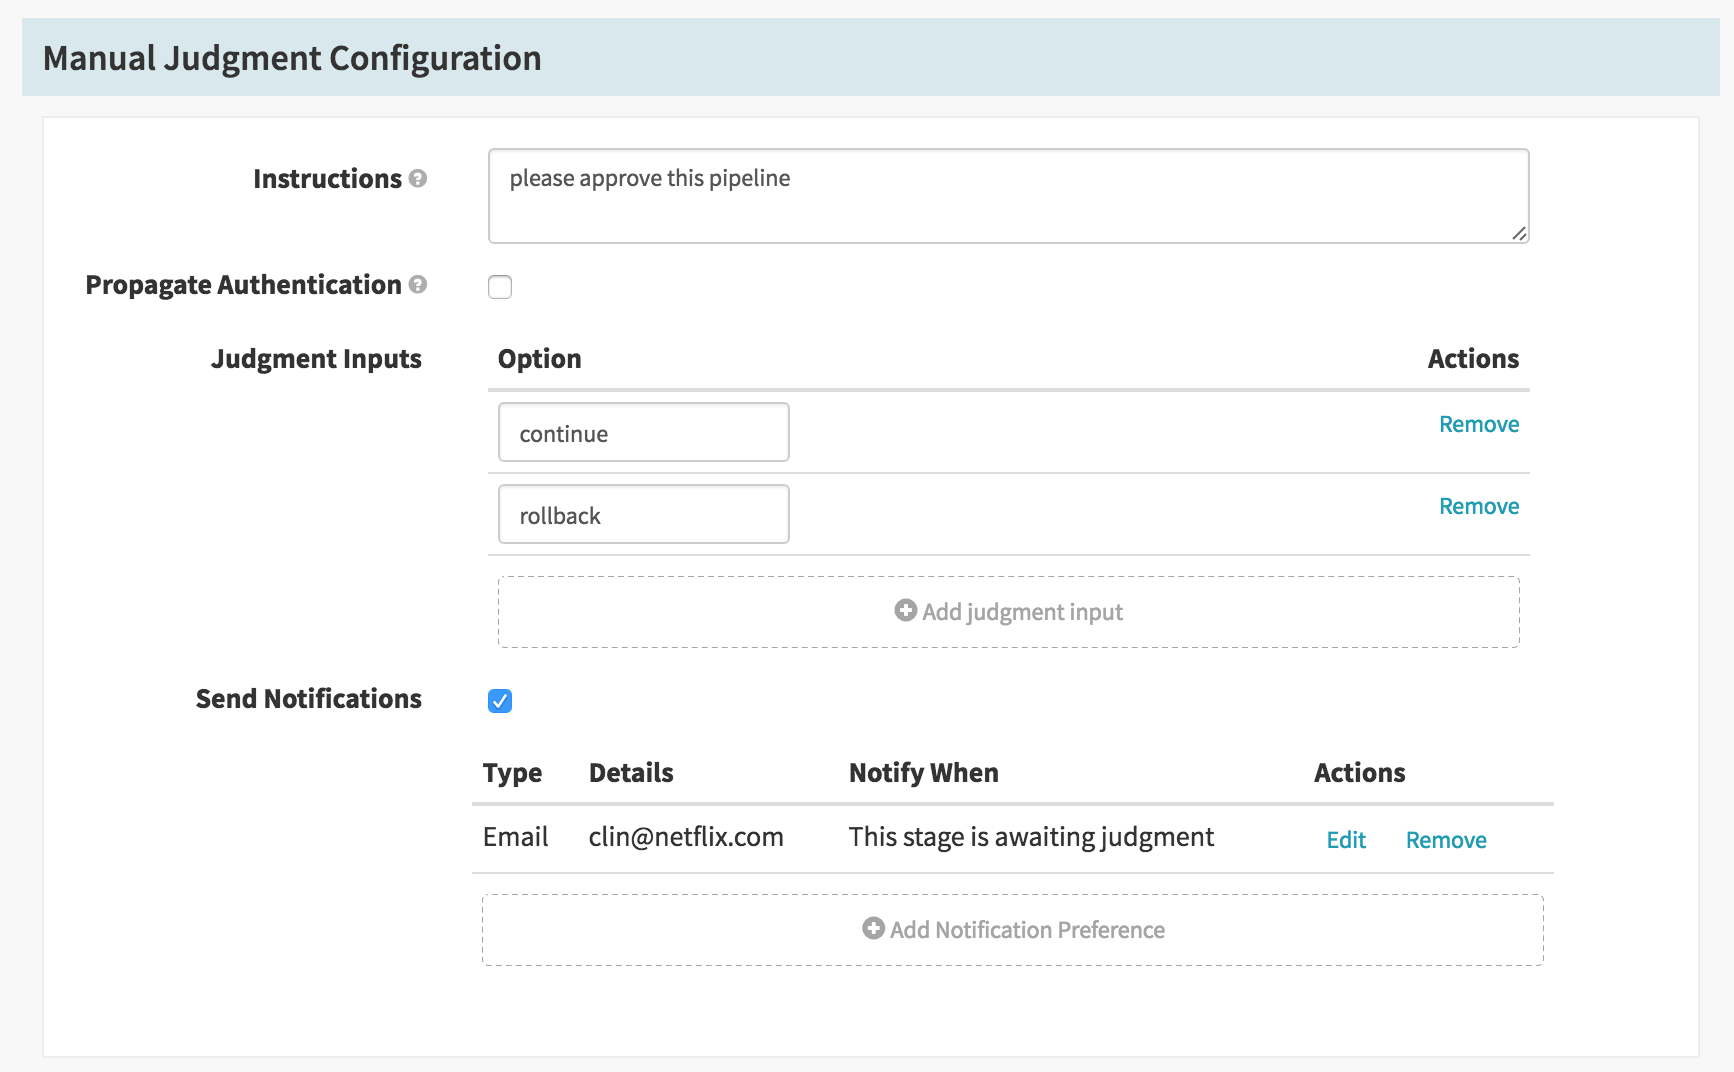 Manual Judgment Configuration
Instructions
please approve this pipeline
Propagate Authentication
Judgment Inputs
Option Actions
continue Remove
rollback Remove
Add judgment input
Send Notifications
Type Details Notify When Actions
Email clin@netflix.com This stage is awaiting judgment Edit Remove
Add Notification Preference